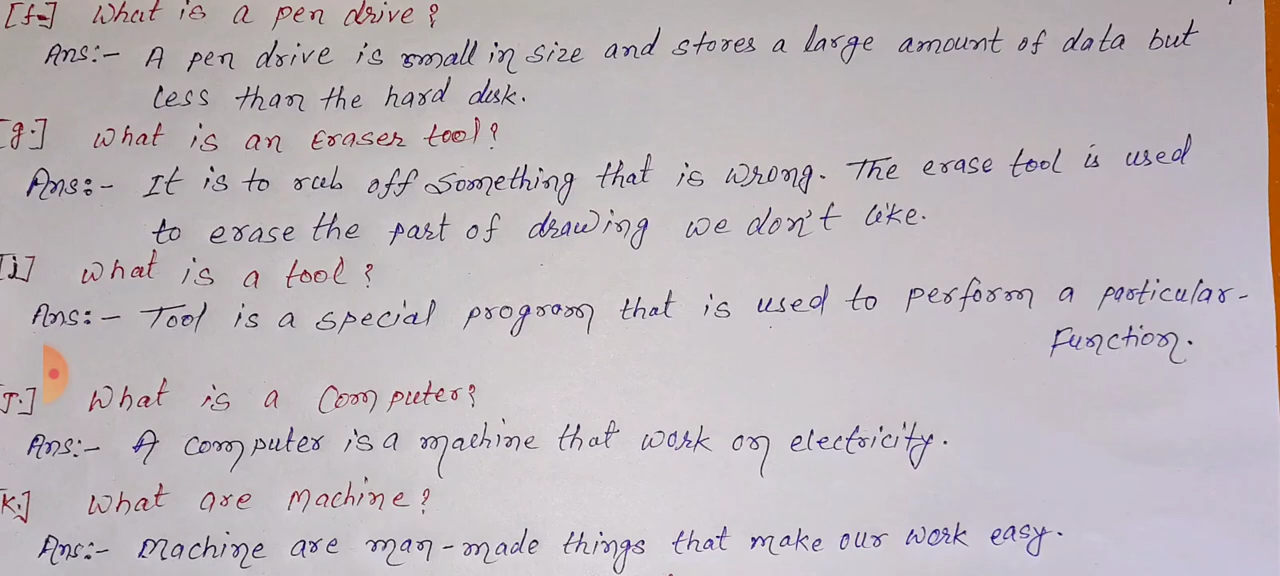 [f-] What is a pen drive?
Ans:- A pen drive is small in size and stores a large amount of data but
less than the hard disk.
[g.] What is an Eraser tool?
Ans:- It is to rub off something that is wrong. The erase tool is used
to erase the part of drawing we don't like.
[i] What is a tool?
Ans:- Tool is a special program that is used to perform a particular-
Function.
[J.] What is a Computer?
Ans:- A computer is a machine that work on electricity.
[K.] What are Machine?
Ans:- Machine are man-made things that make our work easy.